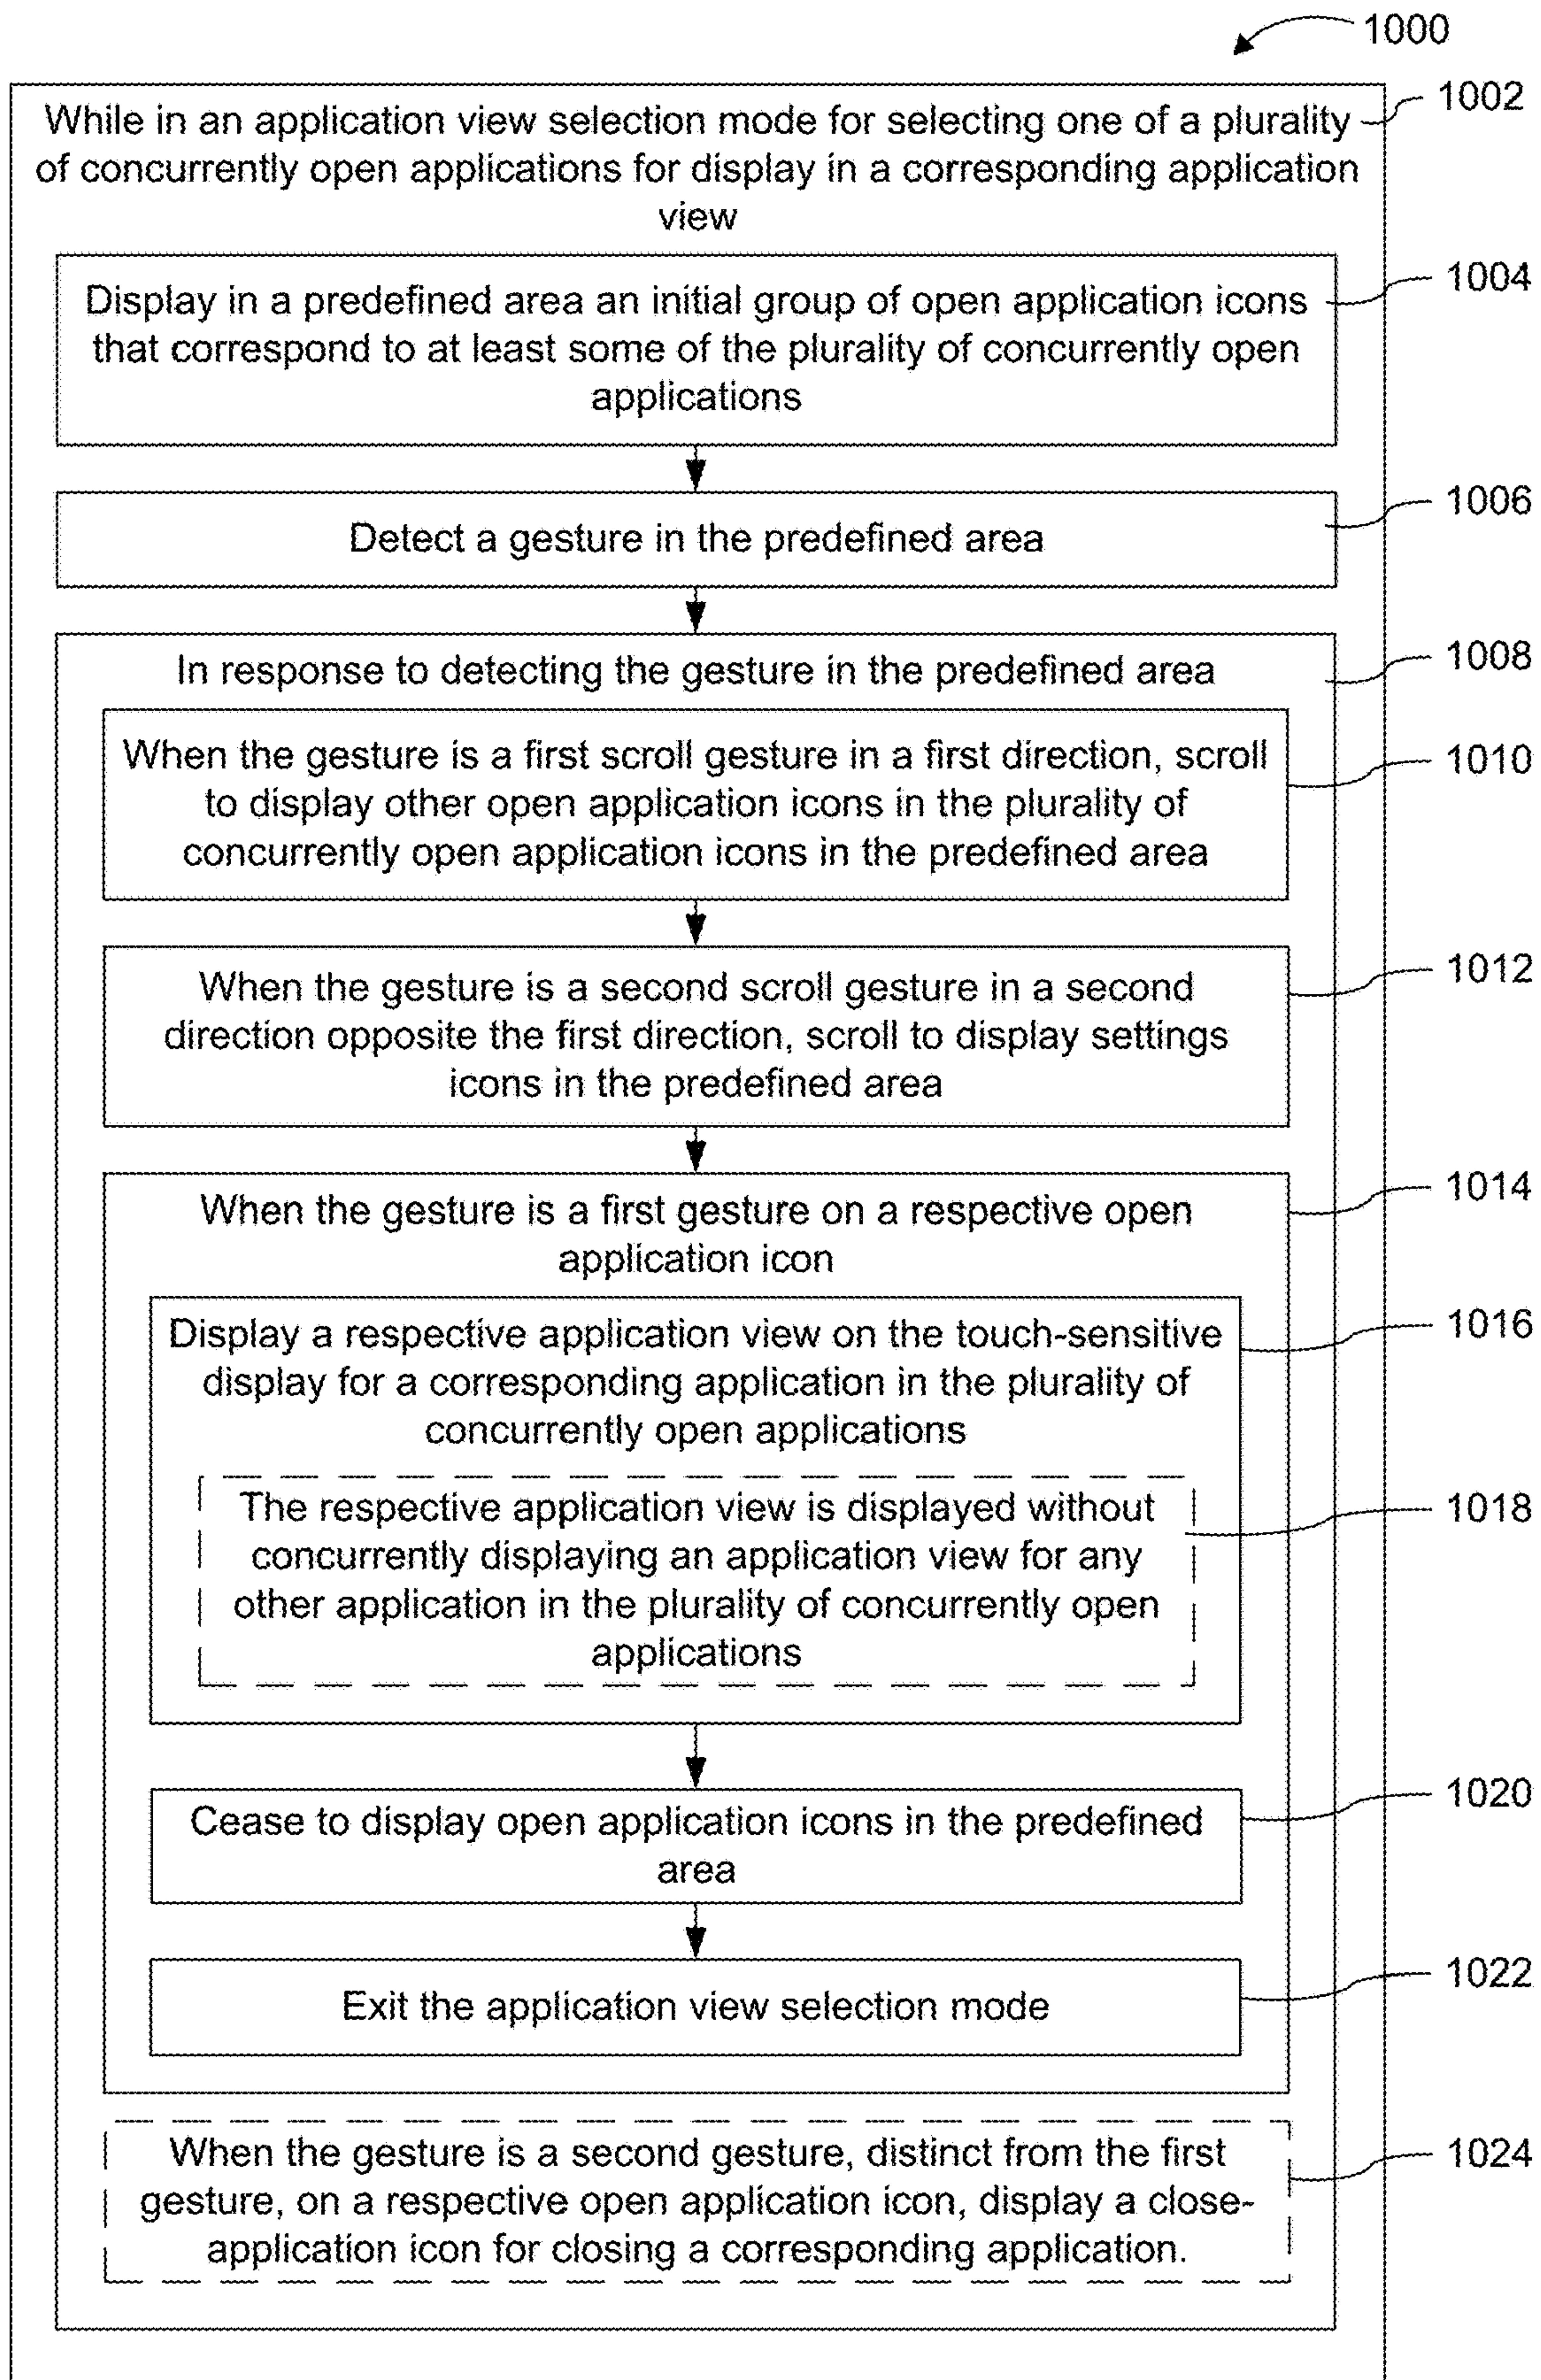 1000
1002
While in an application view selection mode for selecting one of a plurality
of concurrently open applications for display in a corresponding application
view
1004
Display in a predefined area an initial group of open application icons
that correspond to at least some of the plurality of concurrently open
applications
1006
Detect a gesture in the predefined area
1008
In response to detecting the gesture in the predefined area
1010
When the gesture is a first scroll gesture in a first direction, scroll
to display other open application icons in the plurality of
concurrently open application icons in the predefined area
1012
When the gesture is a second scroll gesture in a second
direction opposite the first direction, scroll to display settings
icons in the predefined area
1014
When the gesture is a first gesture on a respective open
application icon
1016
Display a respective application view on the touch-sensitive
display for a corresponding application in the plurality of
concurrently open applications
1018
The respective application view is displayed without
concurrently displaying an application view for any
other application in the plurality of concurrently open
applications
1020
Cease to display open application icons in the predefined
area
1022
Exit the application view selection mode
1024
When the gesture is a second gesture, distinct from the first
gesture, on a respective open application icon, display a close-
application icon for closing a corresponding application.